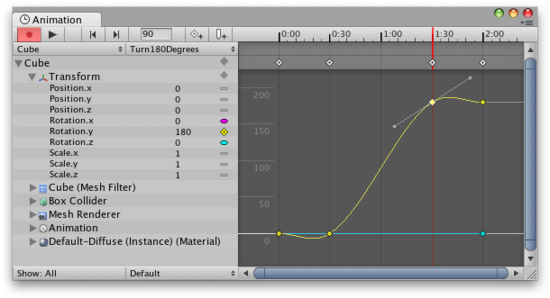 Animation
90
0:00 0:30 1:00 1:30 2:00
Cube Turn180Degrees
Cube
Transform
Position.x 0
Position.y 0
Position.z 0
Rotation.x 0
Rotation.y 180
Rotation.z 0
Scale.x 1
Scale.y 1
Scale.z 1
Cube (Mesh Filter)
Box Collider
Mesh Renderer
Animation
Default-Diffuse (Instance) (Material)
200
150
100
50
0
Show: All Default